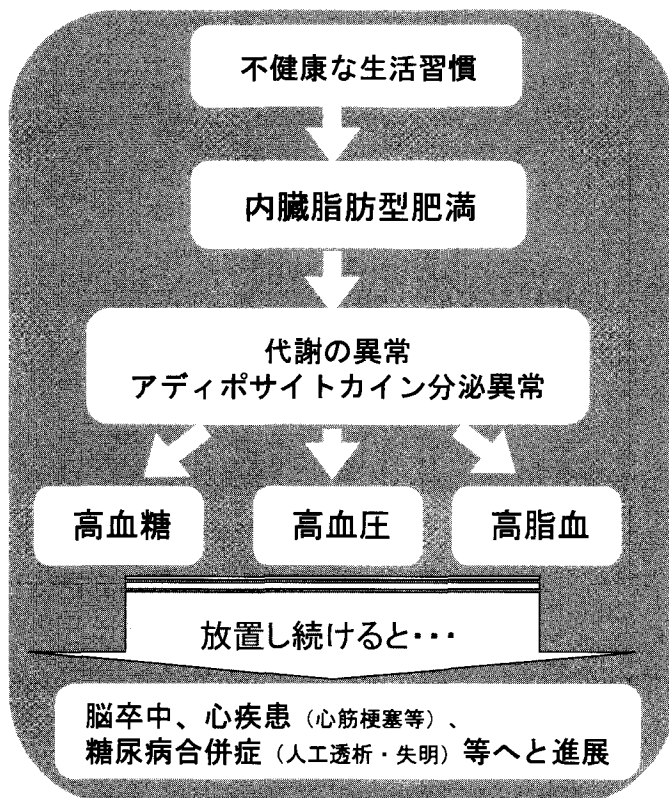 不健康な生活習慣
内臓脂肪型肥満
代謝の異常
アディポサイトカイン分泌異常
高血糖
高血圧
高脂血
放置し続けると・・・
脳卒中、心疾患（心筋梗塞等）、
糖尿病合併症（人工透析・失明）等へと進展